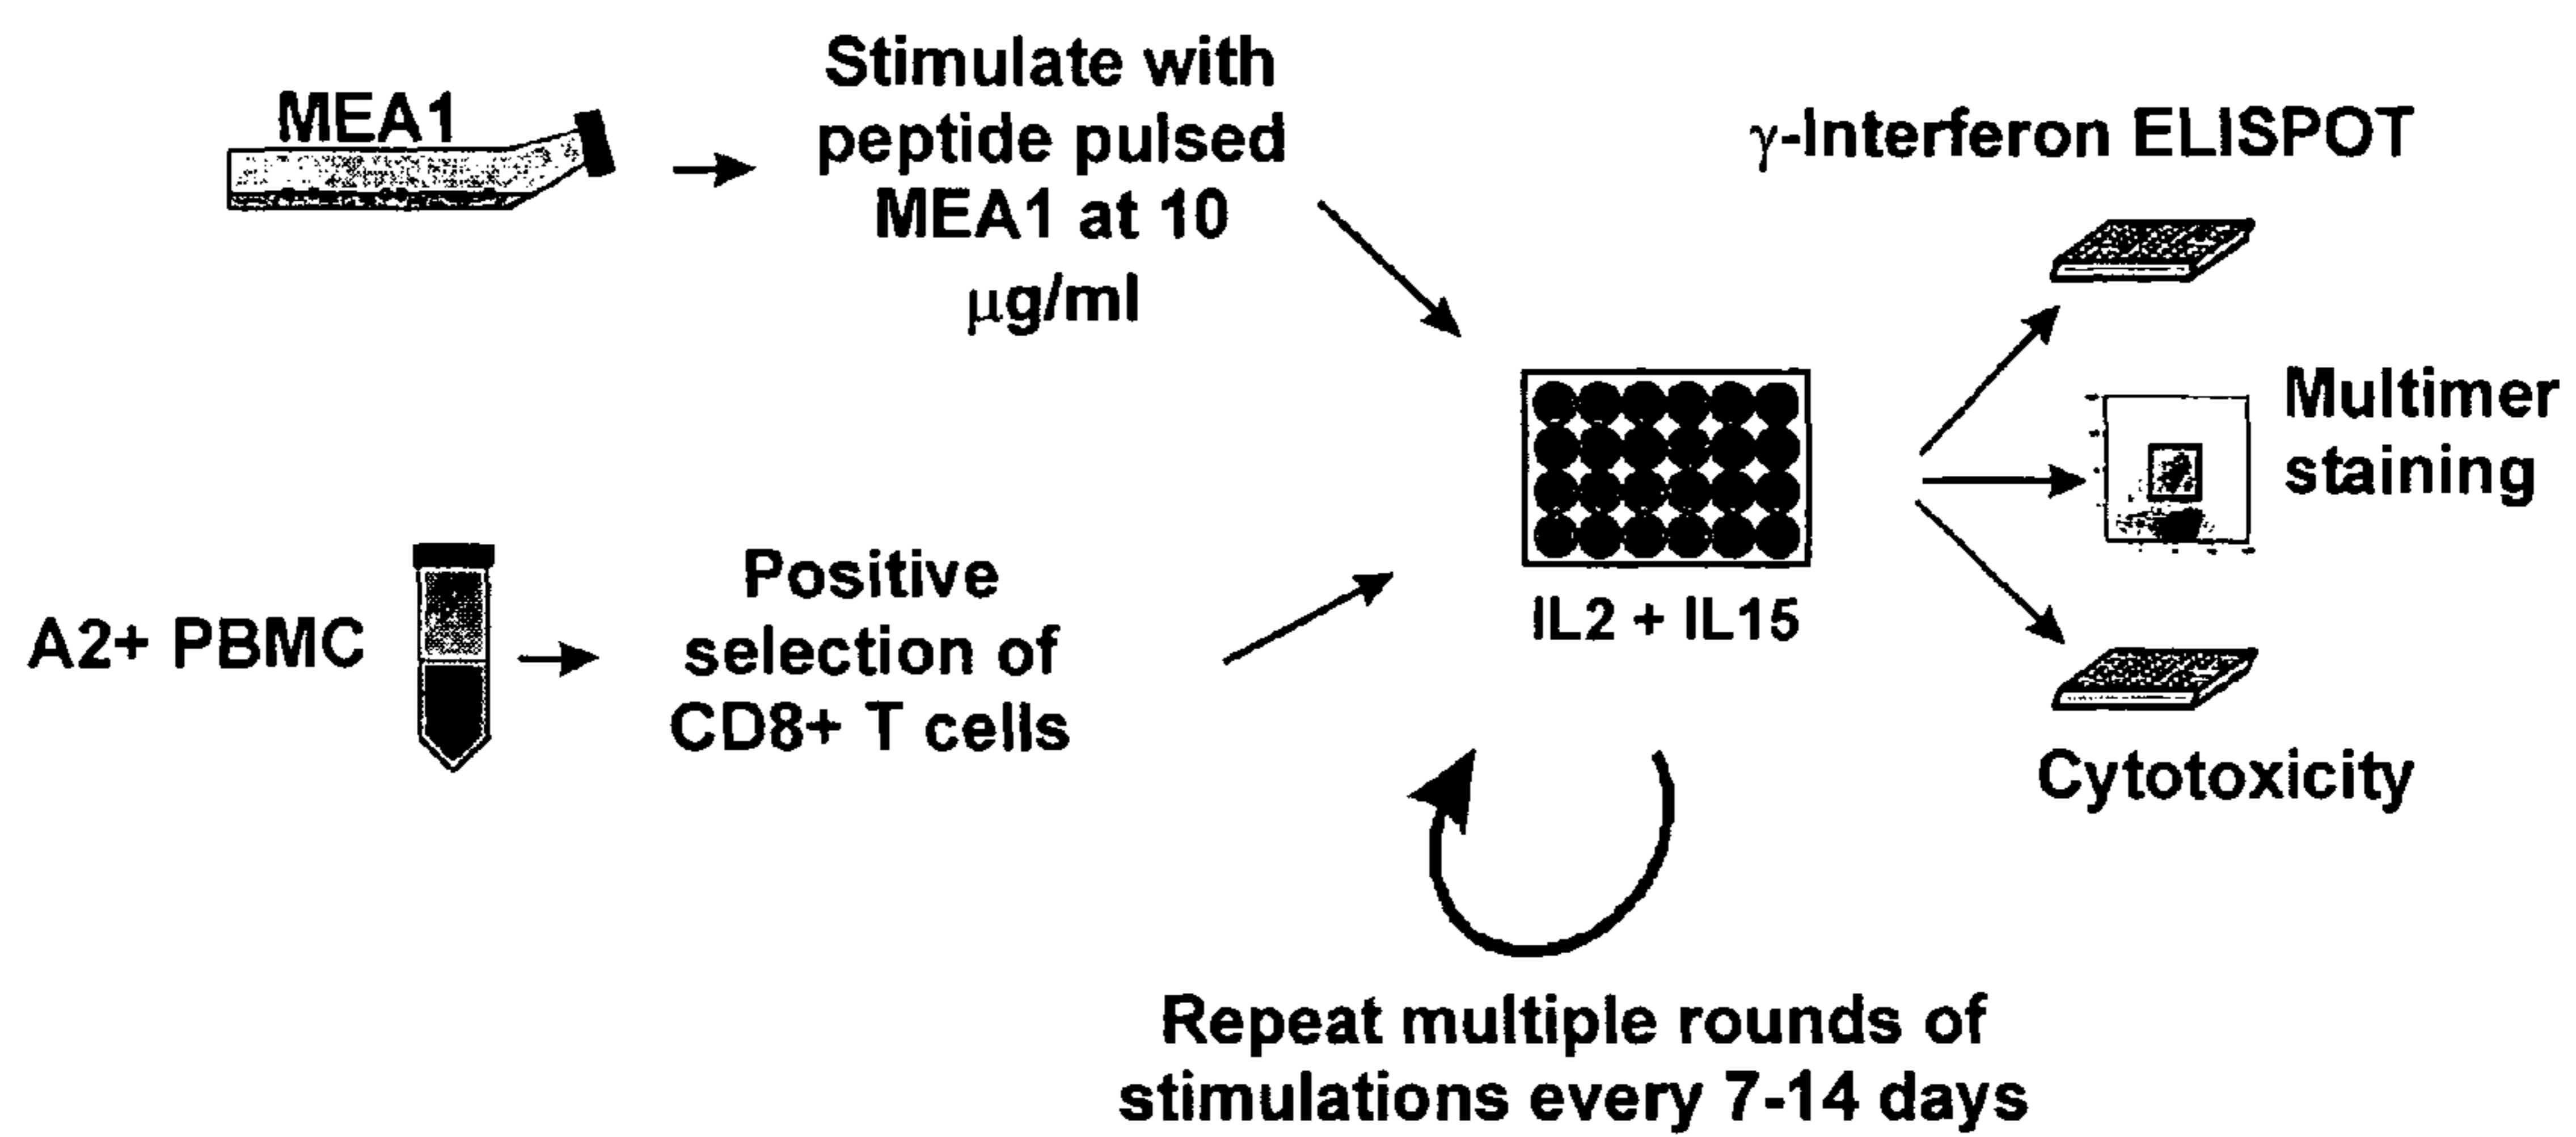 MEA1
Stimulate with
peptide pulsed
MEA1 at 10
μg/ml
γ-Interferon ELISPOT
Multimer
staining
A2+ PBMC
Positive
selection of
CD8+ T cells
IL2 + IL15
Cytotoxicity
Repeat multiple rounds of
stimulations every 7-14 days